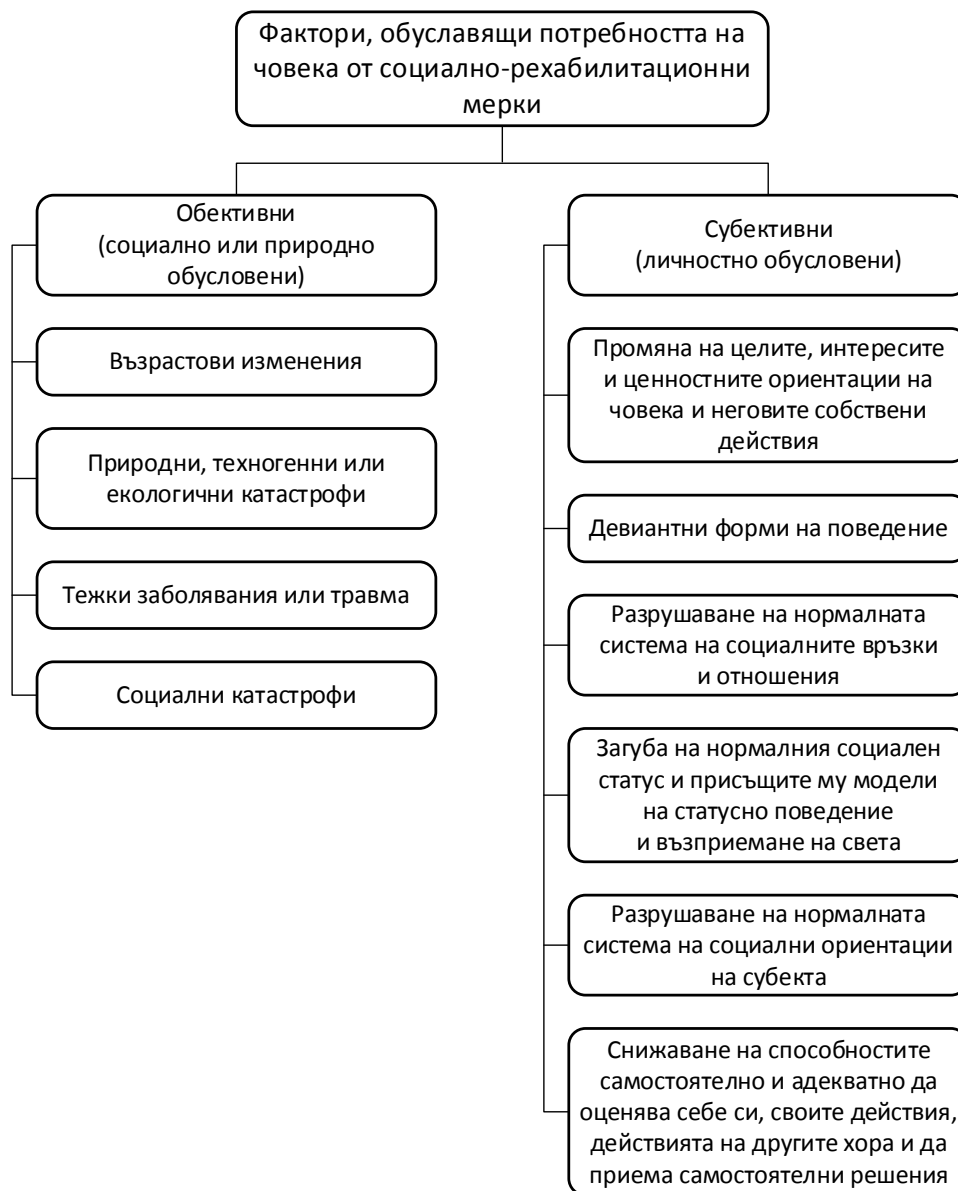 Фактори, обуславящи потребността на
човека от социално-рехабилитационни
мерки
Обективни
(социално или природно
обусловени)
Възрастови изменения
Природни, техногенни или
екологични катастрофи
Тежки заболявания или травма
Социални катастрофи
Субективни
(личностно обусловени)
Промяна на целите, интересите
и ценностните ориентации на
човека и неговите собствени
действия
Девиантни форми на поведение
Разрушаване на нормалната
система на социалните връзки
и отношения
Загуба на нормалния социален
статус и присъщите му модели
на статусно поведение
и възприемане на света
Разрушаване на нормалната
система на социални ориентации
на субекта
Снижаване на способностите
самостоятелно и адекватно да
оценява себе си, своите действия,
действията на другите хора и да
приема самостоятелни решения